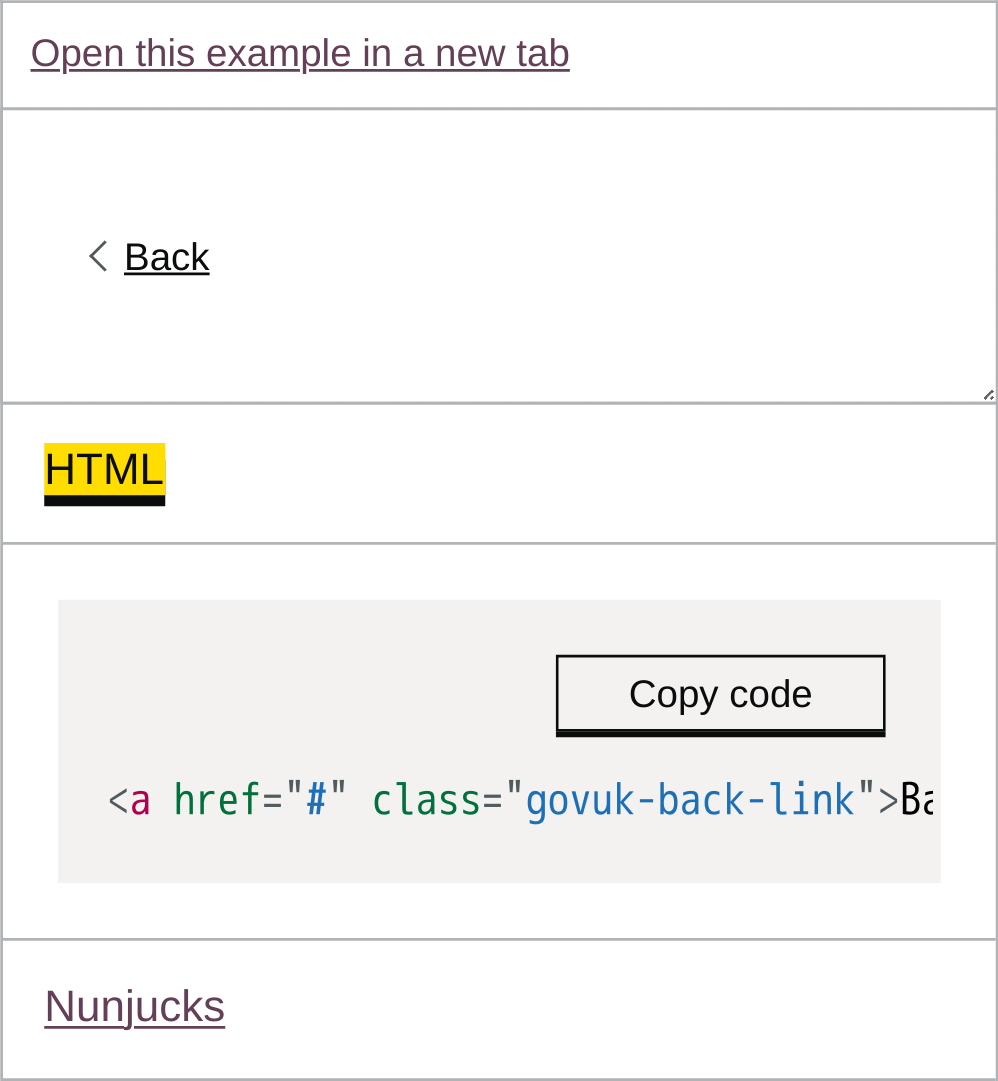 Open this example in a new tab
Back
HTML
Copy code
<a href="#" class="govuk-back-link">Ba
Nunjucks